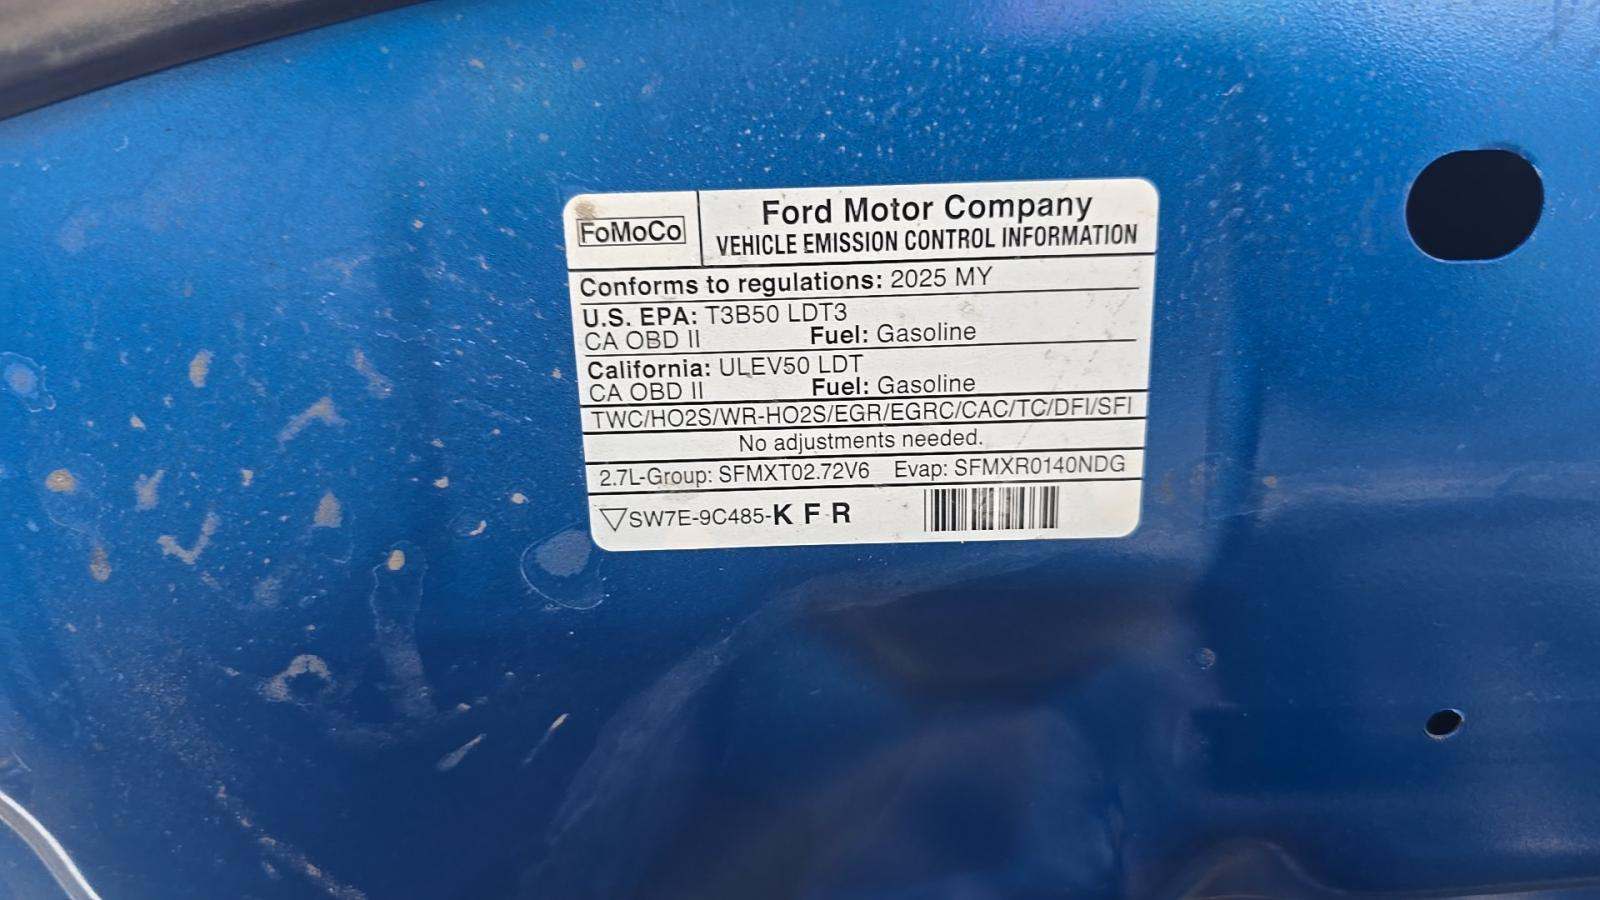 FoMoCo
Ford Motor Company
VEHICLE EMISSION CONTROL INFORMATION
Conforms to regulations: 2025 MY
U.S. EPA: T3B50 LDT3
CA OBD II Fuel: Gasoline
California: ULEV50 LDT
CA OBD II Fuel: Gasoline
TWC/HO2S/WR-HO2S/EGR/EGRC/CAC/TC/DFI/SFI
No adjustments needed.
2.7L-Group: SFMXT02.72V6 Evap: SFMXR0140NDG
SW7E-9C485-K F R